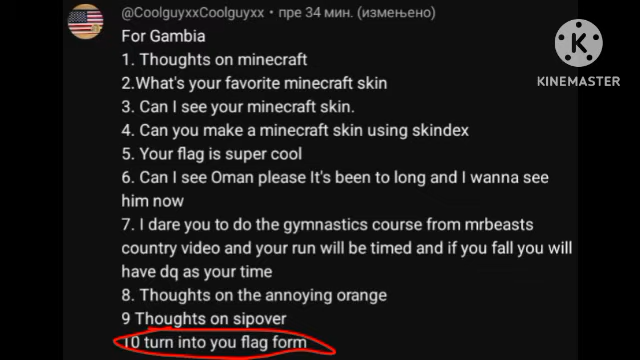 @CoolguyxxCoolguyxx • пре 34 мин. (измењено)
For Gambia
1. Thoughts on minecraft
2.What's your favorite minecraft skin
3. Can I see your minecraft skin.
4. Can you make a minecraft skin using skindex
5. Your flag is super cool
6. Can I see Oman please It's been to long and I wanna see
him now
7. I dare you to do the gymnastics course from mrbeasts
country video and your run will be timed and if you fall you will
have dq as your time
8. Thoughts on the annoying orange
9 Thoughts on sipover
10 turn into you flag form
K
KINEMASTER